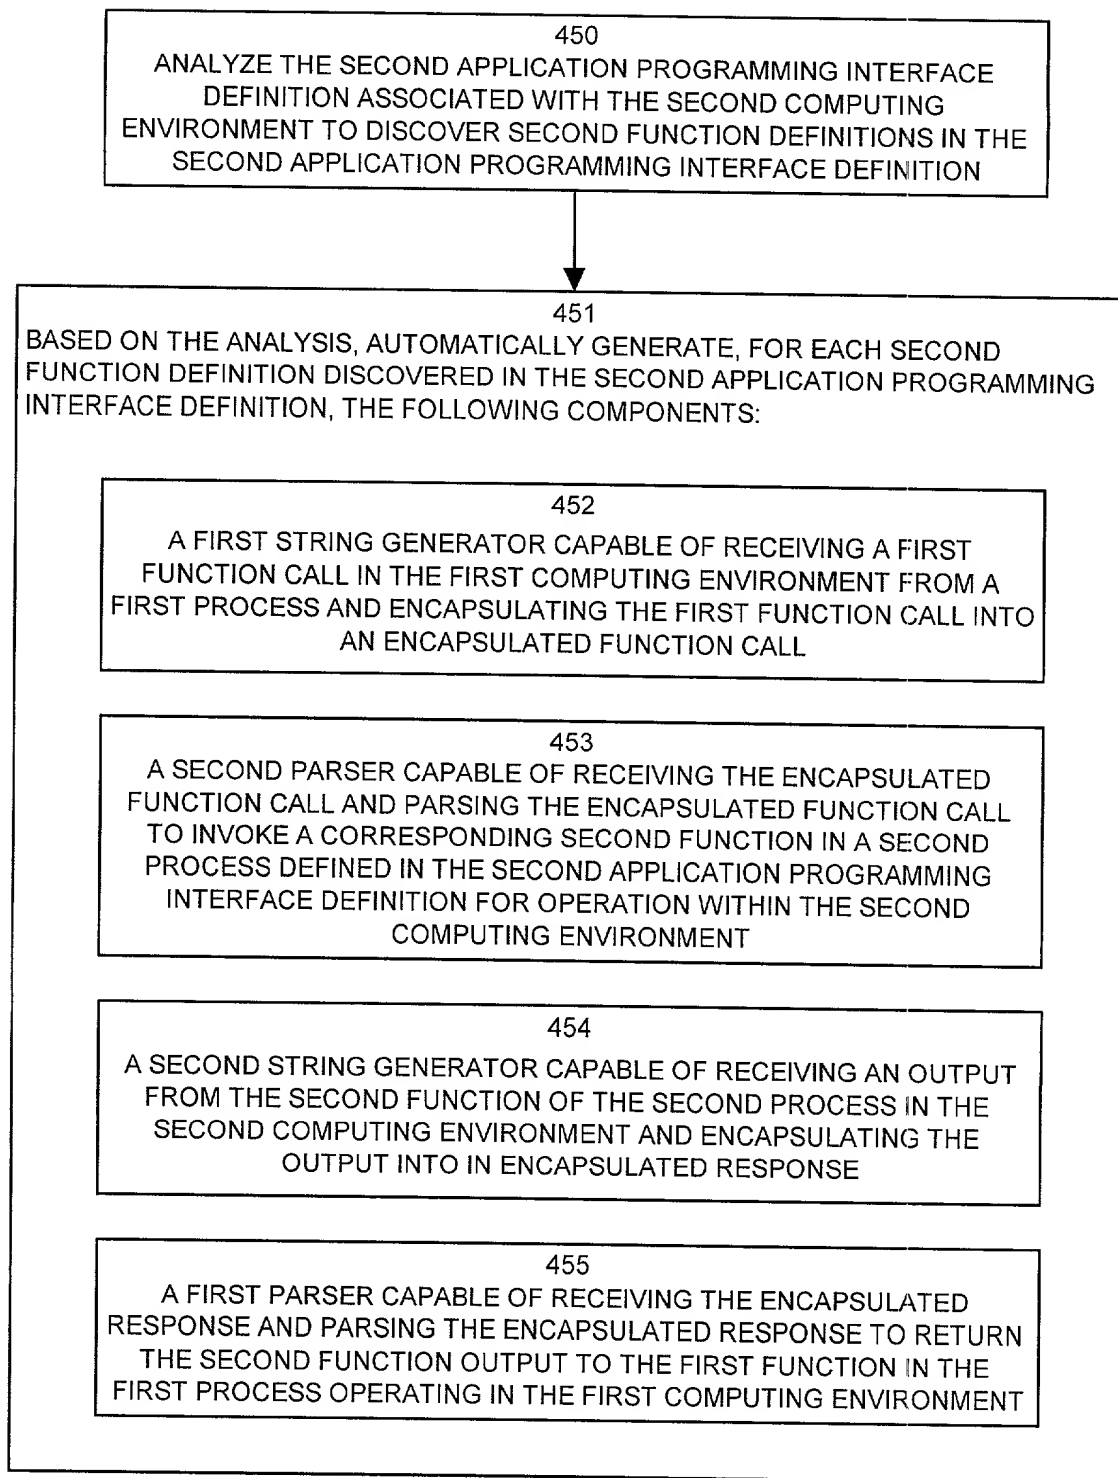 450
ANALYZE THE SECOND APPLICATION PROGRAMMING INTERFACE
DEFINITION ASSOCIATED WITH THE SECOND COMPUTING
ENVIRONMENT TO DISCOVER SECOND FUNCTION DEFINITIONS IN THE
SECOND APPLICATION PROGRAMMING INTERFACE DEFINITION
451
BASED ON THE ANALYSIS, AUTOMATICALLY GENERATE, FOR EACH SECOND
FUNCTION DEFINITION DISCOVERED IN THE SECOND APPLICATION PROGRAMMING
INTERFACE DEFINITION, THE FOLLOWING COMPONENTS:
452
A FIRST STRING GENERATOR CAPABLE OF RECEIVING A FIRST
FUNCTION CALL IN THE FIRST COMPUTING ENVIRONMENT FROM A
FIRST PROCESS AND ENCAPSULATING THE FIRST FUNCTION CALL INTO
AN ENCAPSULATED FUNCTION CALL
453
A SECOND PARSER CAPABLE OF RECEIVING THE ENCAPSULATED
FUNCTION CALL AND PARSING THE ENCAPSULATED FUNCTION CALL
TO INVOKE A CORRESPONDING SECOND FUNCTION IN A SECOND
PROCESS DEFINED IN THE SECOND APPLICATION PROGRAMMING
INTERFACE DEFINITION FOR OPERATION WITHIN THE SECOND
COMPUTING ENVIRONMENT
454
A SECOND STRING GENERATOR CAPABLE OF RECEIVING AN OUTPUT
FROM THE SECOND FUNCTION OF THE SECOND PROCESS IN THE
SECOND COMPUTING ENVIRONMENT AND ENCAPSULATING THE
OUTPUT INTO IN ENCAPSULATED RESPONSE
455
A FIRST PARSER CAPABLE OF RECEIVING THE ENCAPSULATED
RESPONSE AND PARSING THE ENCAPSULATED RESPONSE TO RETURN
THE SECOND FUNCTION OUTPUT TO THE FIRST FUNCTION IN THE
FIRST PROCESS OPERATING IN THE FIRST COMPUTING ENVIRONMENT